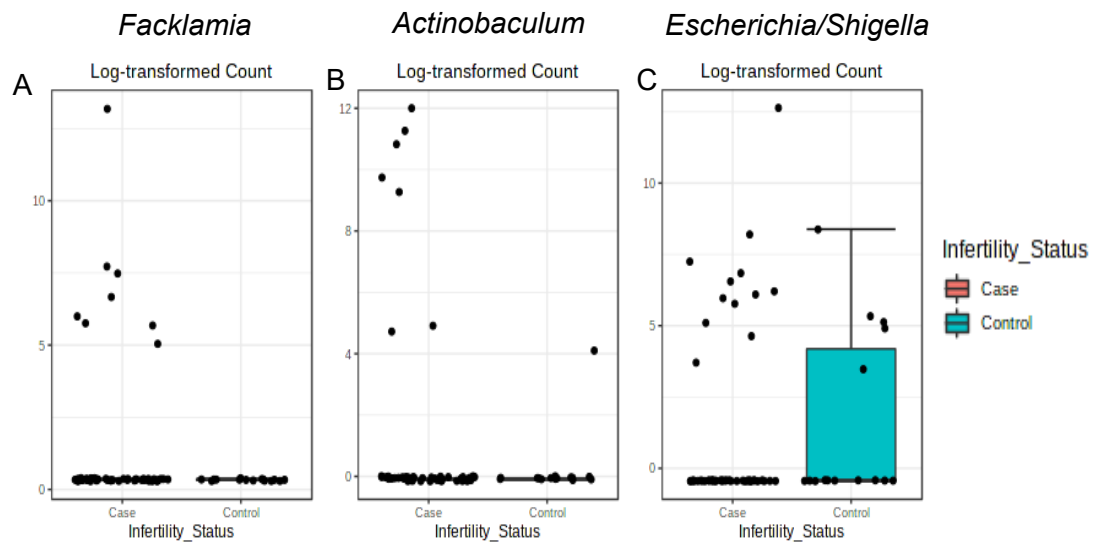 Facklamia Actinobaculum Escherichia/Shigella
A Log-transformed Count B Log-transformed Count C Log-transformed Count
10
5
0
Case Control
Infertility_Status
12
8
4
0
Case Control
Infertility_Status
10
5
0
Case Control
Infertility_Status
Infertility_Status
Case
Control